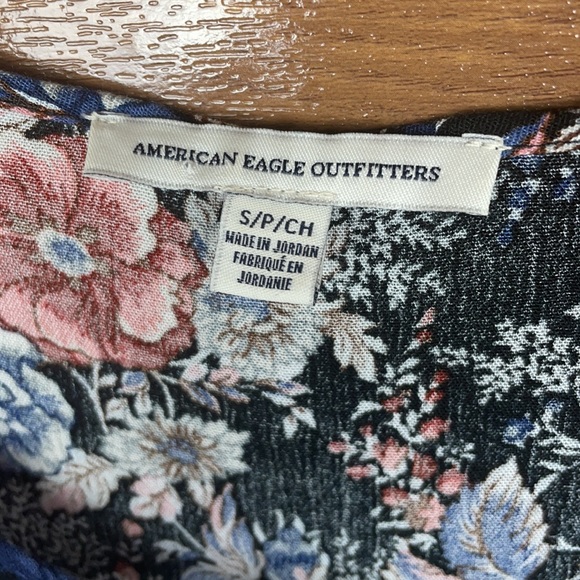 AMERICAN EAGLE OUTFITTERS
S/P/CH
MADE IN JORDAN
FABRIQUÉ EN
JORDANIE